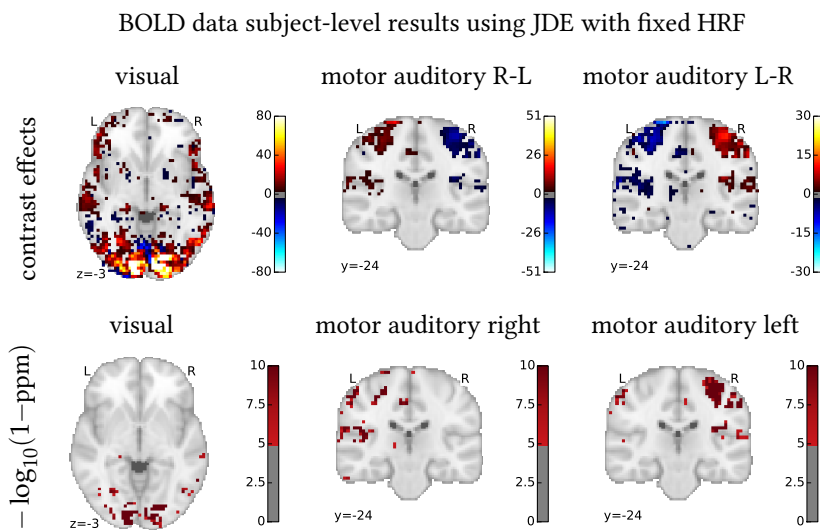 BOLD data subject-level results using JDE with fixed HRF
visual
motor auditory R-L
motor auditory L-R
contrast effects
L
R
z=-3
80
40
0
−40
−80
L
R
y=-24
51
26
0
−26
−51
L
R
y=-24
30
15
0
−15
−30
visual
motor auditory right
motor auditory left
− log10(1−ppm)
L
R
z=-3
10
7.5
5
2.5
0
L
R
y=-24
10
7.5
5
2.5
0
L
R
y=-24
10
7.5
5
2.5
0